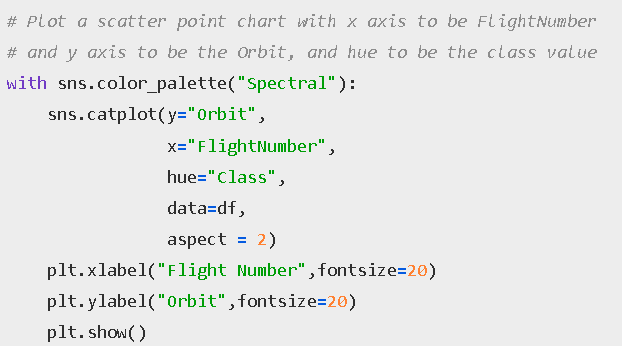 # Plot a scatter point chart with x axis to be FlightNumber
# and y axis to be the Orbit, and hue to be the class value
with sns.color_palette("Spectral"):
    sns.catplot(y="Orbit",
                x="FlightNumber",
                hue="Class",
                data=df,
                aspect = 2)
    plt.xlabel("Flight Number",fontsize=20)
    plt.ylabel("Orbit",fontsize=20)
    plt.show()